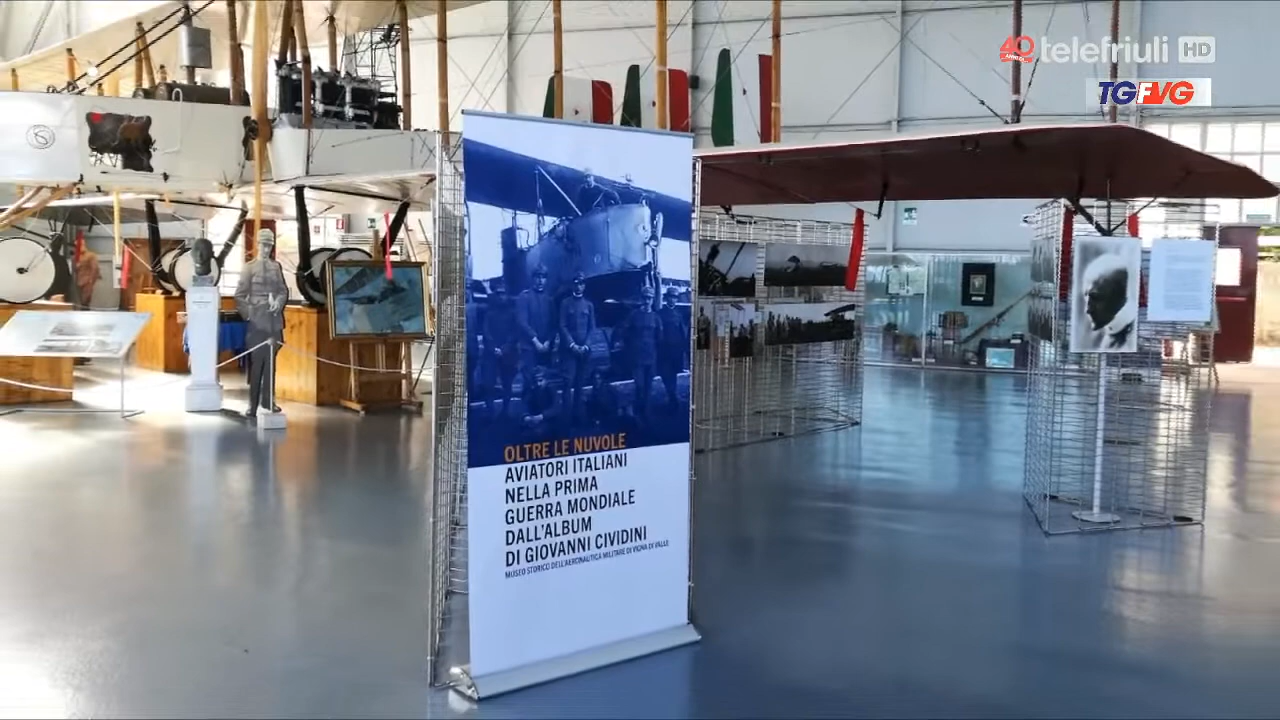 40 telefriuli HD
TGFVG
OLTRE LE NUVOLE
AVIATORI ITALIANI
NELLA PRIMA
GUERRA MONDIALE
DALL'ALBUM
DI GIOVANNI CIVIDINI
MUSEO STORICO DELL'AERONAUTICA MILITARE DI VIGNA DI VALLE